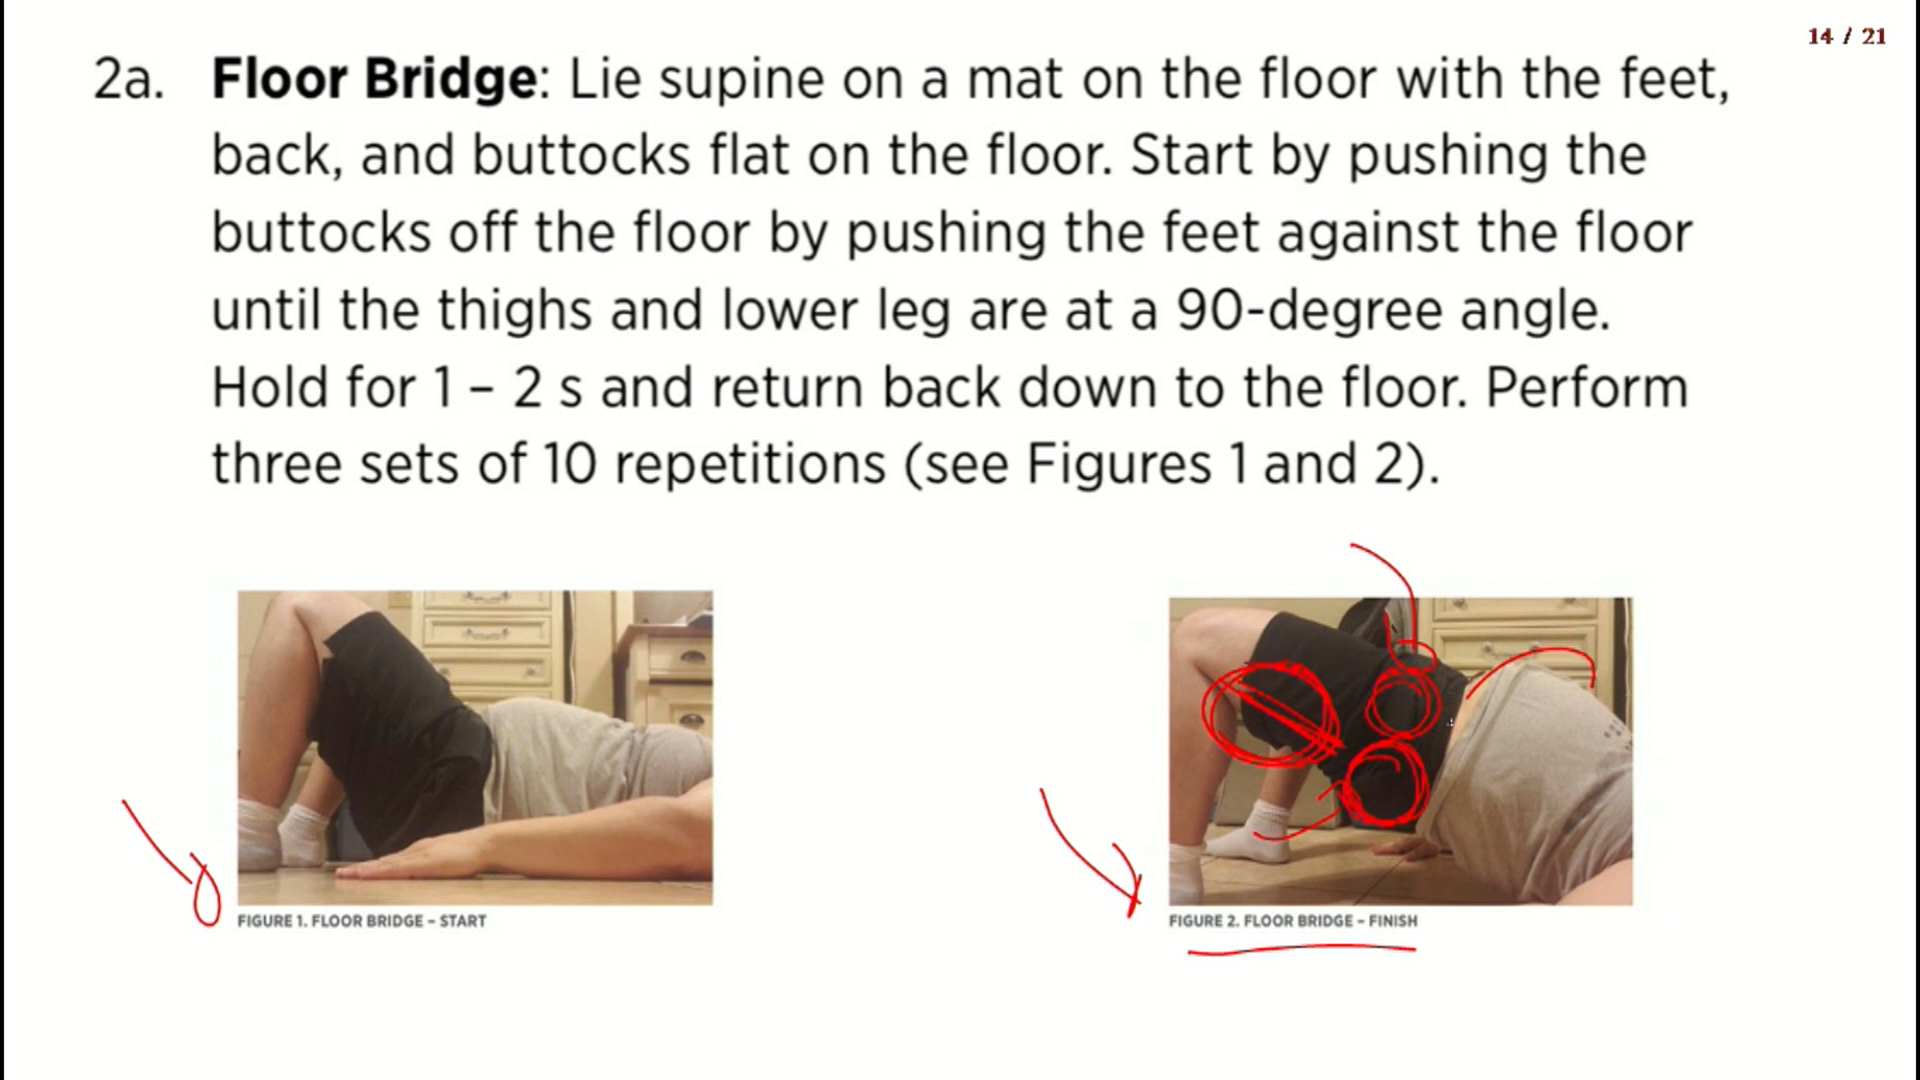 14 / 21
2a. Floor Bridge: Lie supine on a mat on the floor with the feet,
back, and buttocks flat on the floor. Start by pushing the
buttocks off the floor by pushing the feet against the floor
until the thighs and lower leg are at a 90-degree angle.
Hold for 1 – 2 s and return back down to the floor. Perform
three sets of 10 repetitions (see Figures 1 and 2).
FIGURE 1. FLOOR BRIDGE – START
FIGURE 2. FLOOR BRIDGE – FINISH